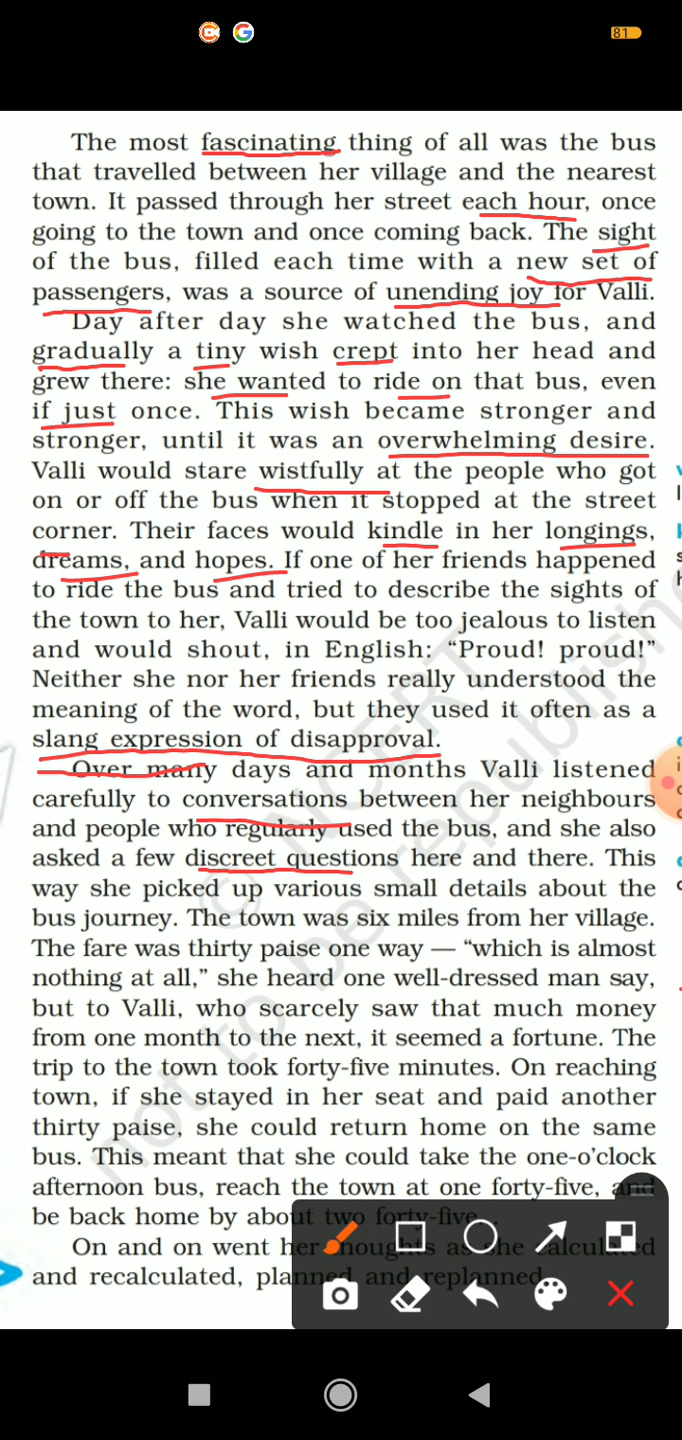 81
The most fascinating thing of all was the bus
that travelled between her village and the nearest
town. It passed through her street each hour, once
going to the town and once coming back. The sight
of the bus, filled each time with a new set of
passengers, was a source of unending joy for Valli.
Day after day she watched the bus, and
gradually a tiny wish crept into her head and
grew there: she wanted to ride on that bus, even
if just once. This wish became stronger and
stronger, until it was an overwhelming desire.
Valli would stare wistfully at the people who got
on or off the bus when it stopped at the street
corner. Their faces would kindle in her longings,
dreams, and hopes. If one of her friends happened
to ride the bus and tried to describe the sights of
the town to her, Valli would be too jealous to listen
and would shout, in English: “Proud! proud!”
Neither she nor her friends really understood the
meaning of the word, but they used it often as a
slang expression of disapproval.
Over many days and months Valli listened
carefully to conversations between her neighbours
and people who regularly used the bus, and she also
asked a few discreet questions here and there. This
way she picked up various small details about the
bus journey. The town was six miles from her village.
The fare was thirty paise one way — “which is almost
nothing at all,” she heard one well-dressed man say,
but to Valli, who scarcely saw that much money
from one month to the next, it seemed a fortune. The
trip to the town took forty-five minutes. On reaching
town, if she stayed in her seat and paid another
thirty paise, she could return home on the same
bus. This meant that she could take the one-o’clock
afternoon bus, reach the town at one forty-five, and
be back home by about two forty-five...
On and on went her thoughts as she calculated
and recalculated, planned and replanned.
© NCERT
not to be republished